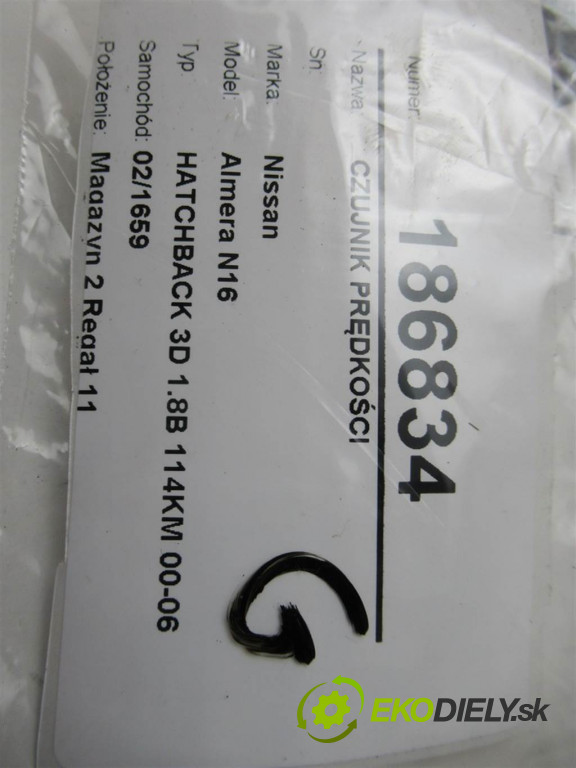 Numer: 186834
Nazwa: CZUJNIK PRĘDKOŚCI
Sn:
Marka: Nissan
Model: Almera N16
Typ HATCHBACK 3D 1.8B 114KM 00-06
Samochód: 02/1659
Położenie: Magazyn 2 Regał 11
G
EKODIELY.sk